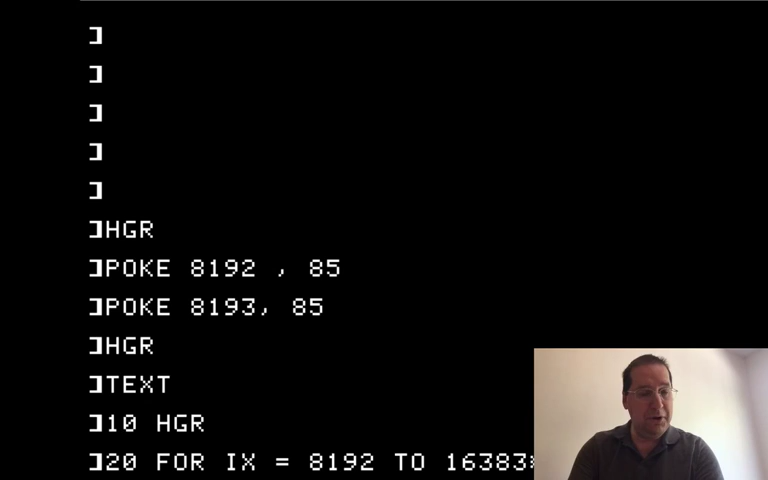 ]
]
]
]
]
]HGR
]POKE 8192 , 85
]POKE 8193, 85
]HGR
]TEXT
]10 HGR
]20 FOR IX = 8192 TO 16383